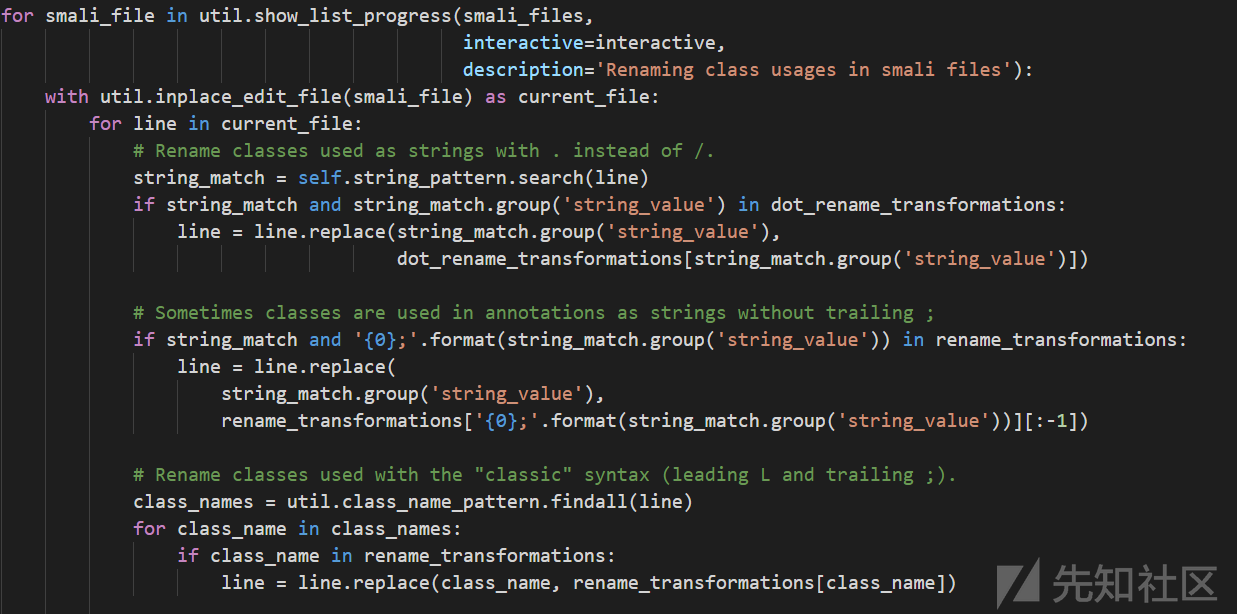 for smali_file in util.show_list_progress(smali_files,
                                          interactive=interactive,
                                          description='Renaming class usages in smali files'):
    with util.inplace_edit_file(smali_file) as current_file:
        for line in current_file:
            # Rename classes used as strings with . instead of /.
            string_match = self.string_pattern.search(line)
            if string_match and string_match.group('string_value') in dot_rename_transformations:
                line = line.replace(string_match.group('string_value'),
                                    dot_rename_transformations[string_match.group('string_value')])

            # Sometimes classes are used in annotations as strings without trailing ;
            if string_match and '{0};'.format(string_match.group('string_value')) in rename_transformations:
                line = line.replace(
                    string_match.group('string_value'),
                    rename_transformations['{0};'.format(string_match.group('string_value'))][:-1])

            # Rename classes used with the "classic" syntax (leading L and trailing ;).
            class_names = util.class_name_pattern.findall(line)
            for class_name in class_names:
                if class_name in rename_transformations:
                    line = line.replace(class_name, rename_transformations[class_name])
先知社区